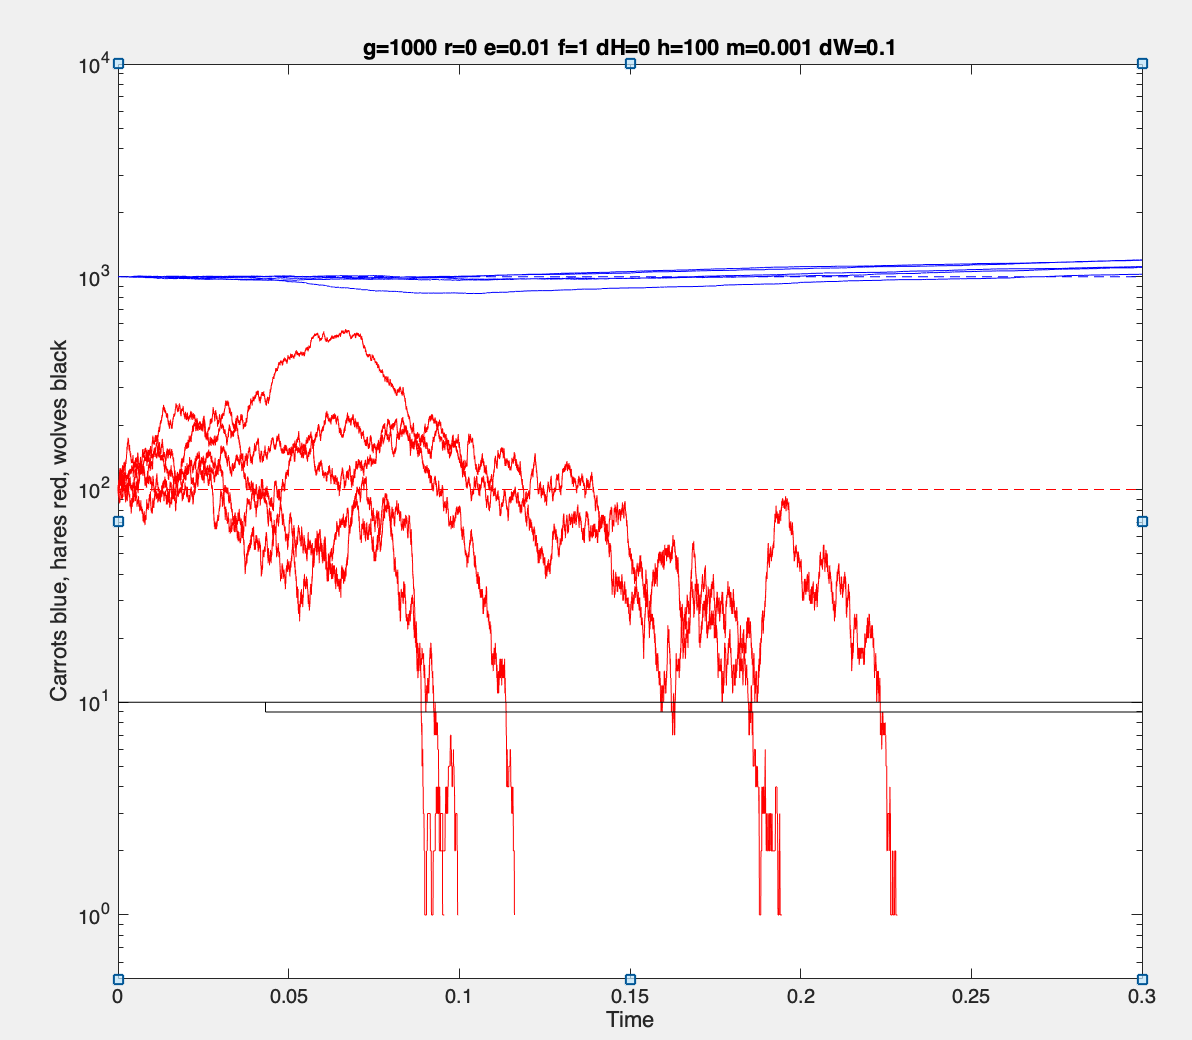 g=1000 r=0 e=0.01 f=1 dH=0 h=100 m=0.001 dW=0.1
10^4
10^3
10^2
10^1
10^0
Carrots blue, hares red, wolves black
0 0.05 0.1 0.15 0.2 0.25 0.3
Time